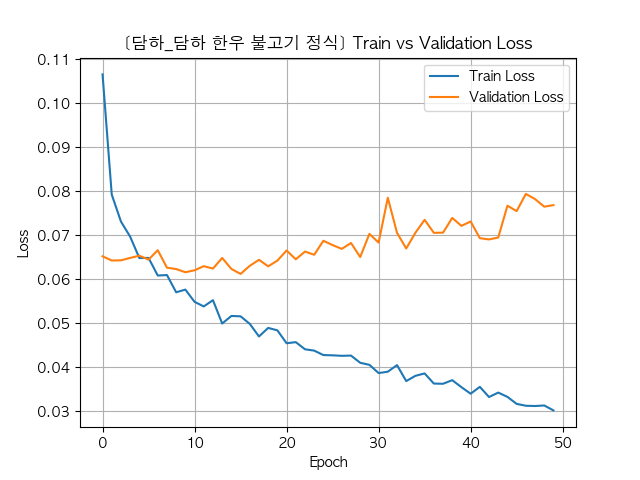 [담하_담하 한우 불고기 정식] Train vs Validation Loss
Train Loss
Validation Loss
Loss
0.11
0.10
0.09
0.08
0.07
0.06
0.05
0.04
0.03
0 10 20 30 40 50
Epoch